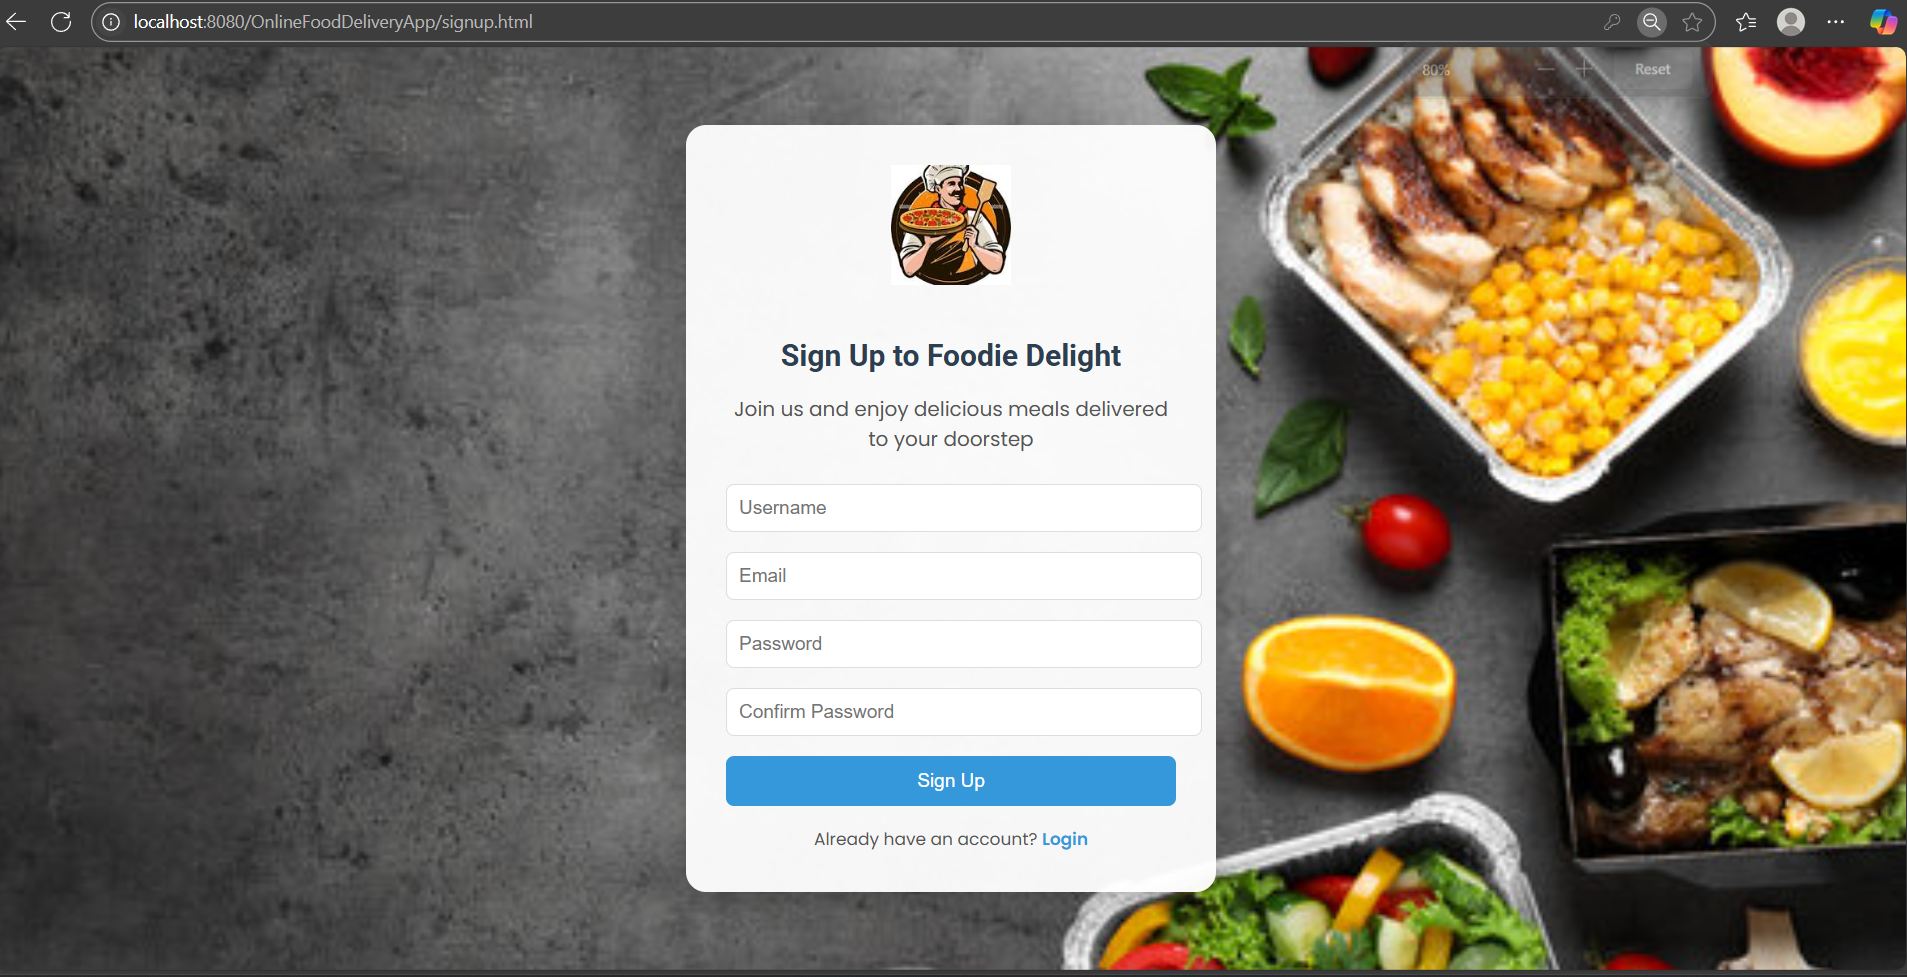 localhost:8080/OnlineFoodDeliveryApp/signup.html
80%
Reset
Sign Up to Foodie Delight
Join us and enjoy delicious meals delivered
to your doorstep
Username
Email
Password
Confirm Password
Sign Up
Already have an account? Login